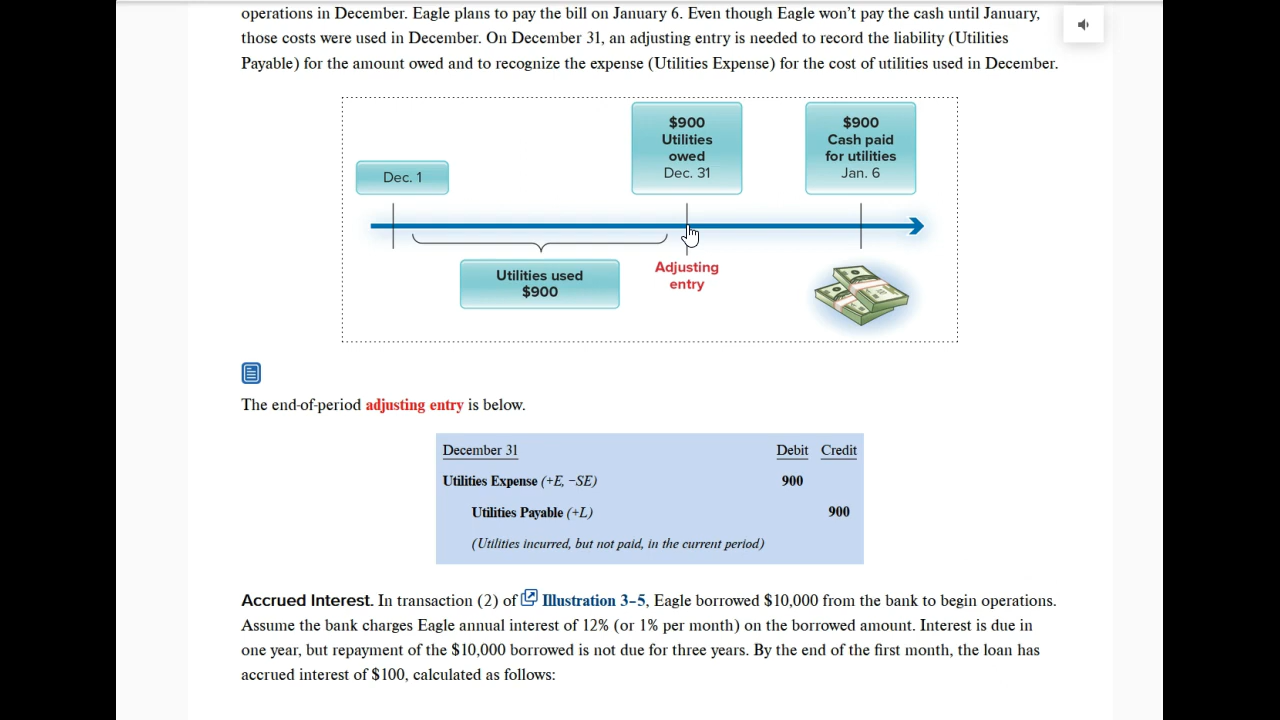 operations in December. Eagle plans to pay the bill on January 6. Even though Eagle won’t pay the cash until January,
those costs were used in December. On December 31, an adjusting entry is needed to record the liability (Utilities
Payable) for the amount owed and to recognize the expense (Utilities Expense) for the cost of utilities used in December.
Dec. 1
$900
Utilities
owed
Dec. 31
$900
Cash paid
for utilities
Jan. 6
Utilities used
$900
Adjusting
entry
The end-of-period adjusting entry is below.
December 31 Debit Credit
Utilities Expense (+E, −SE) 900
Utilities Payable (+L) 900
(Utilities incurred, but not paid, in the current period)
Accrued Interest. In transaction (2) of Illustration 3–5, Eagle borrowed $10,000 from the bank to begin operations.
Assume the bank charges Eagle annual interest of 12% (or 1% per month) on the borrowed amount. Interest is due in
one year, but repayment of the $10,000 borrowed is not due for three years. By the end of the first month, the loan has
accrued interest of $100, calculated as follows: